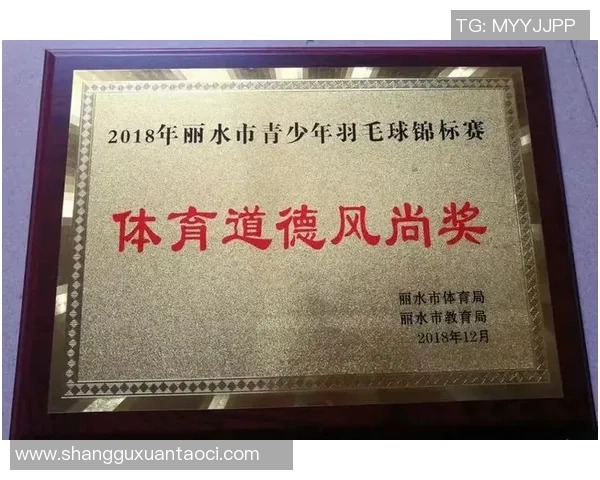 TG: MYYJJPP
2018年丽水市青少年羽毛球锦标赛
体育道德风尚奖
丽水市体育局
丽水市教育局
2018年12月
www.shangguxuantaoci.com